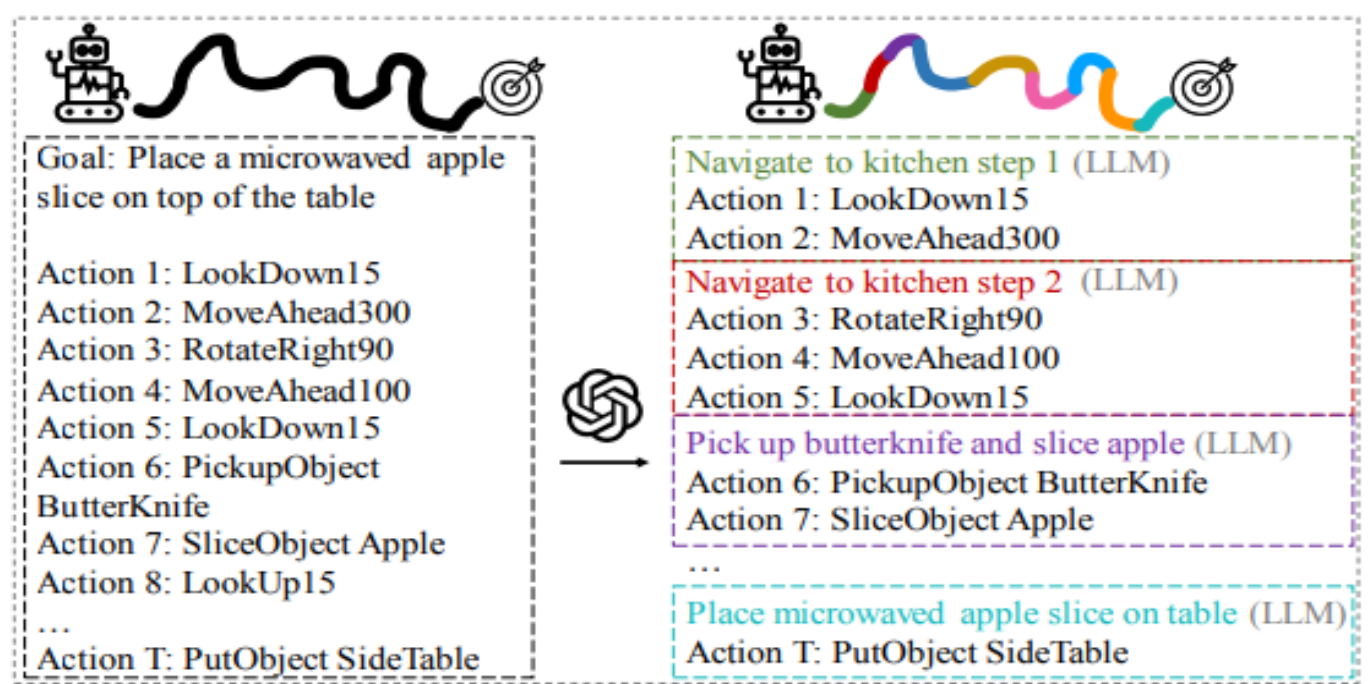 Goal: Place a microwaved apple
slice on top of the table
Action 1: LookDown15
Action 2: MoveAhead300
Action 3: RotateRight90
Action 4: MoveAhead100
Action 5: LookDown15
Action 6: PickupObject
ButterKnife
Action 7: SliceObject Apple
Action 8: LookUp15
...
Action T: PutObject SideTable
Navigate to kitchen step 1 (LLM)
Action 1: LookDown15
Action 2: MoveAhead300
Navigate to kitchen step 2 (LLM)
Action 3: RotateRight90
Action 4: MoveAhead100
Action 5: LookDown15
Pick up butterknife and slice apple (LLM)
Action 6: PickupObject ButterKnife
Action 7: SliceObject Apple
...
Place microwaved apple slice on table (LLM)
Action T: PutObject SideTable